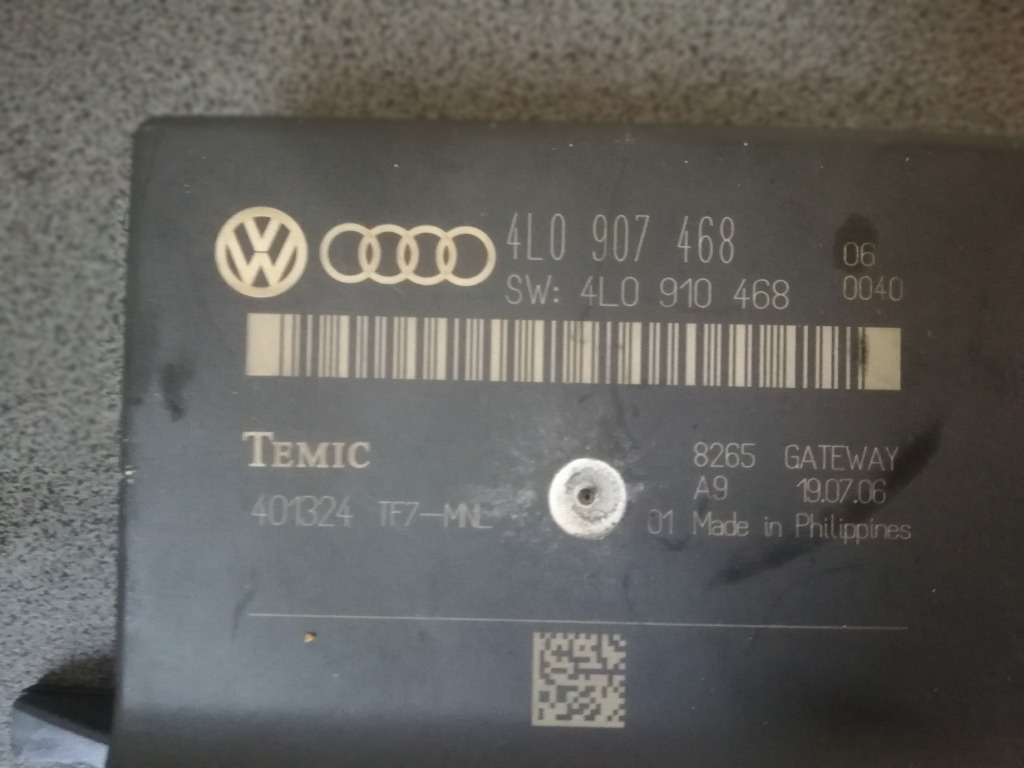 4L0 907 468 06
SW: 4L0 910 468 0040
TEMIC 8265 GATEWAY
A9 19.07.06
401324 TF7-MNL 01 Made in Philippines